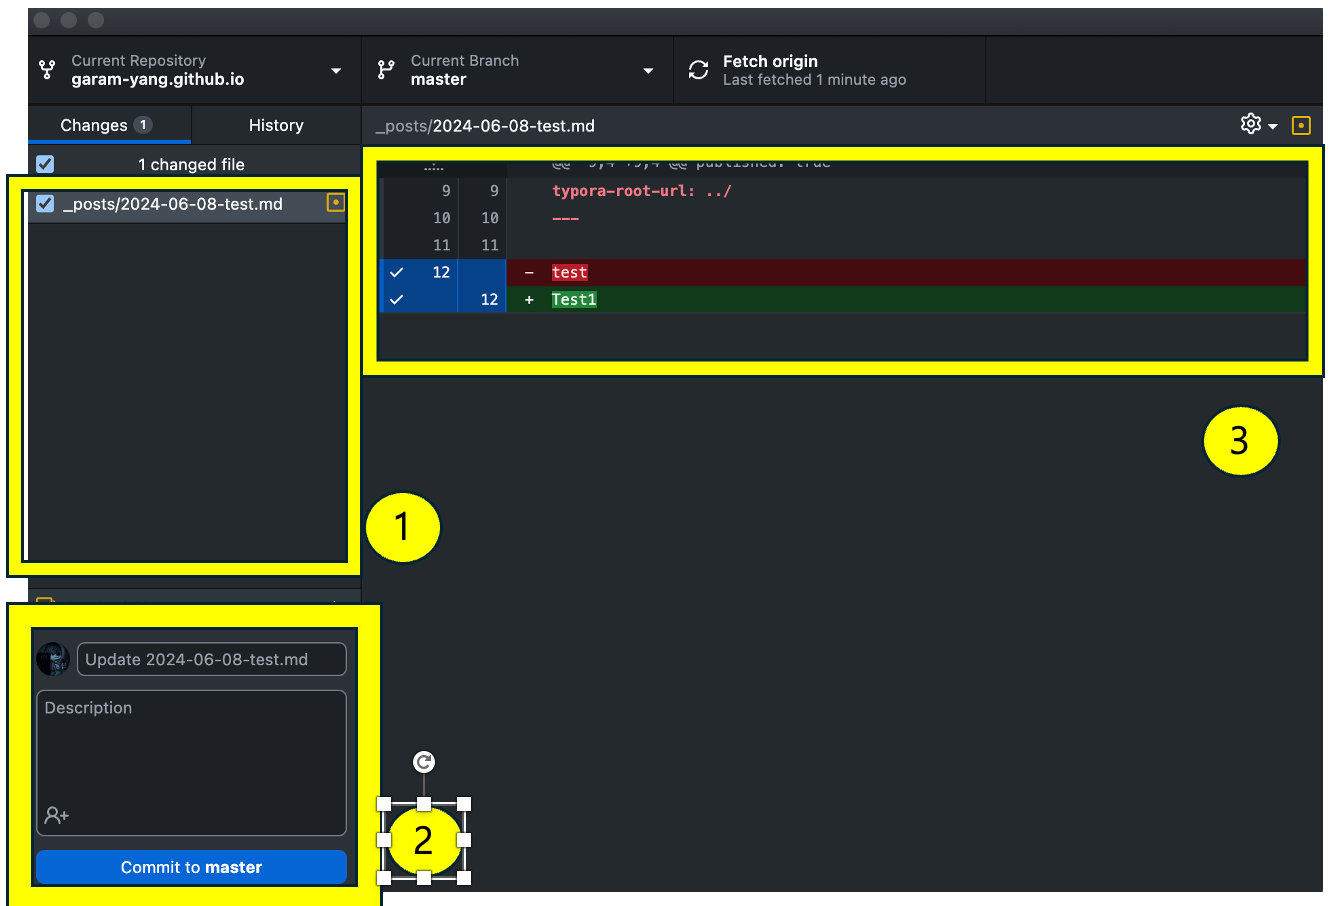 Current Repository
garam-yang.github.io
Current Branch
master
Fetch origin
Last fetched 1 minute ago
Changes 1
History
_posts/2024-06-08-test.md
1 changed file
_posts/2024-06-08-test.md
9 9 typora-root-url: ../
10 10 ---
11 11
12 - test
12 + Test1
3
1
Update 2024-06-08-test.md
Description
2
Commit to master